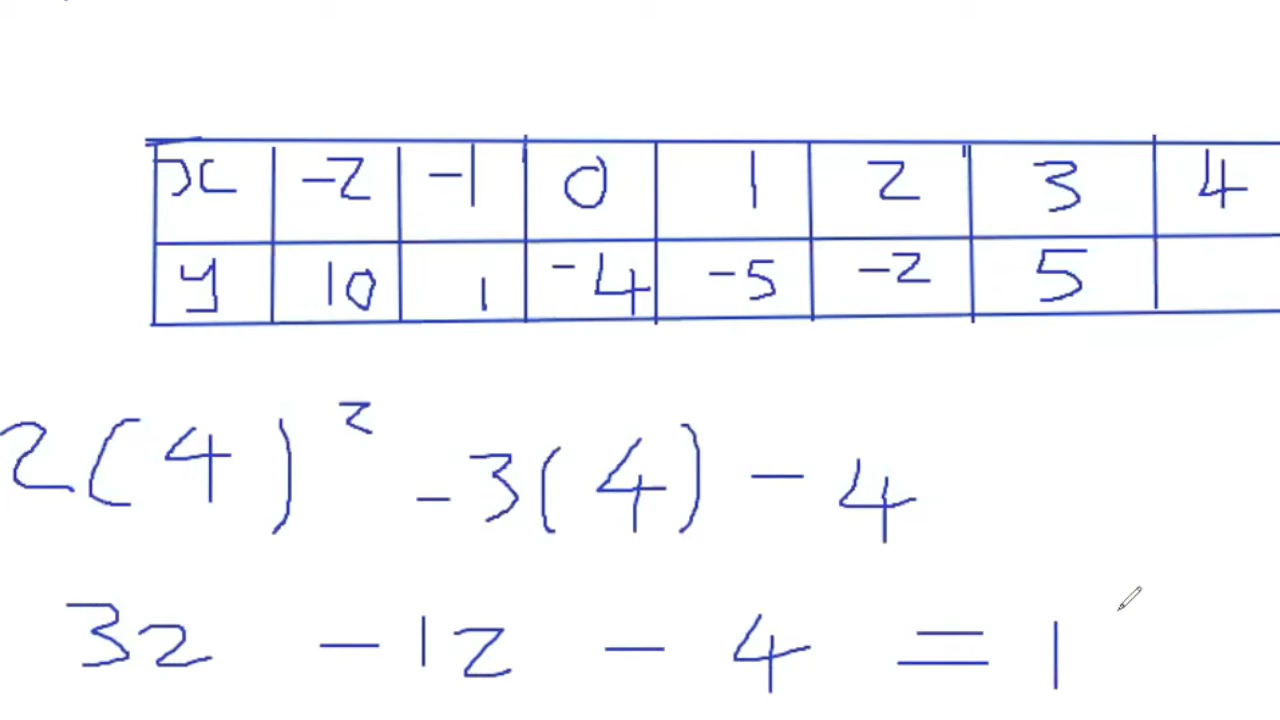 x -2 -1 0 1 2 3 4
y 10 1 -4 -5 -2 5
2(4)² -3(4) - 4
32 - 12 - 4 = 1